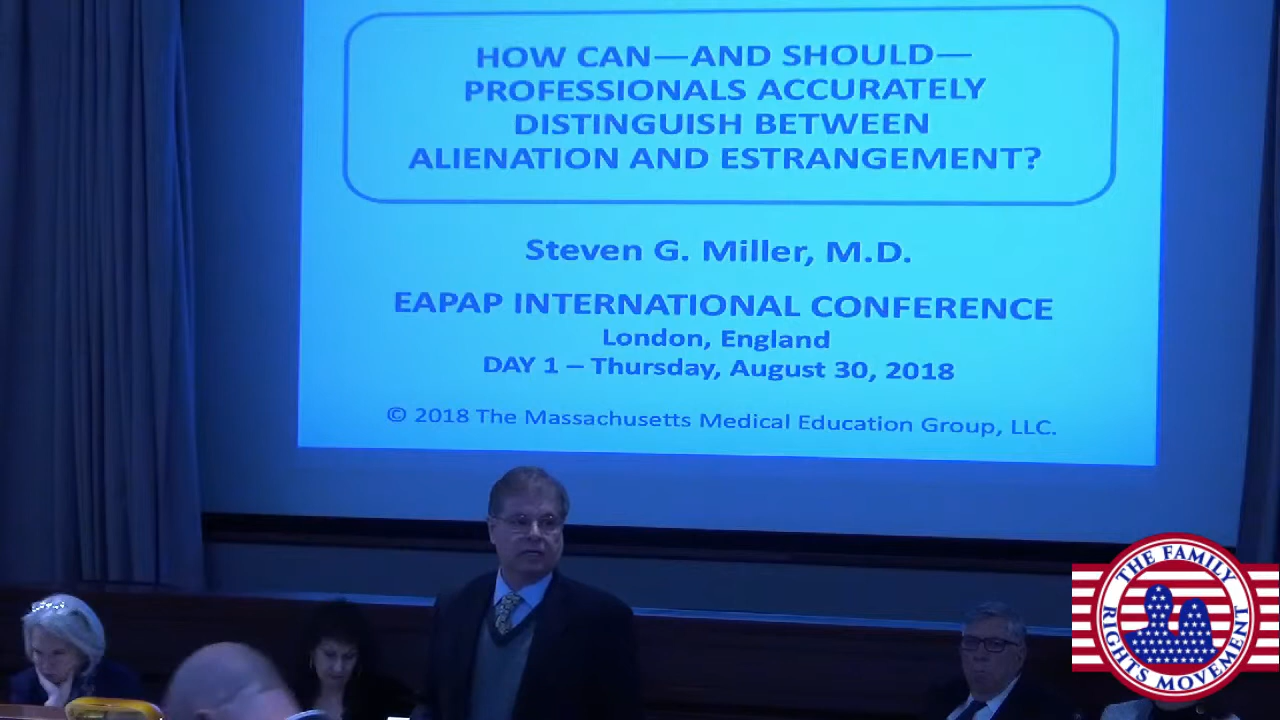 HOW CAN—AND SHOULD—
PROFESSIONALS ACCURATELY
DISTINGUISH BETWEEN
ALIENATION AND ESTRANGEMENT?
Steven G. Miller, M.D.
EAPAP INTERNATIONAL CONFERENCE
London, England
DAY 1 – Thursday, August 30, 2018
© 2018 The Massachusetts Medical Education Group, LLC.
THE FAMILY
RIGHTS MOVEMENT